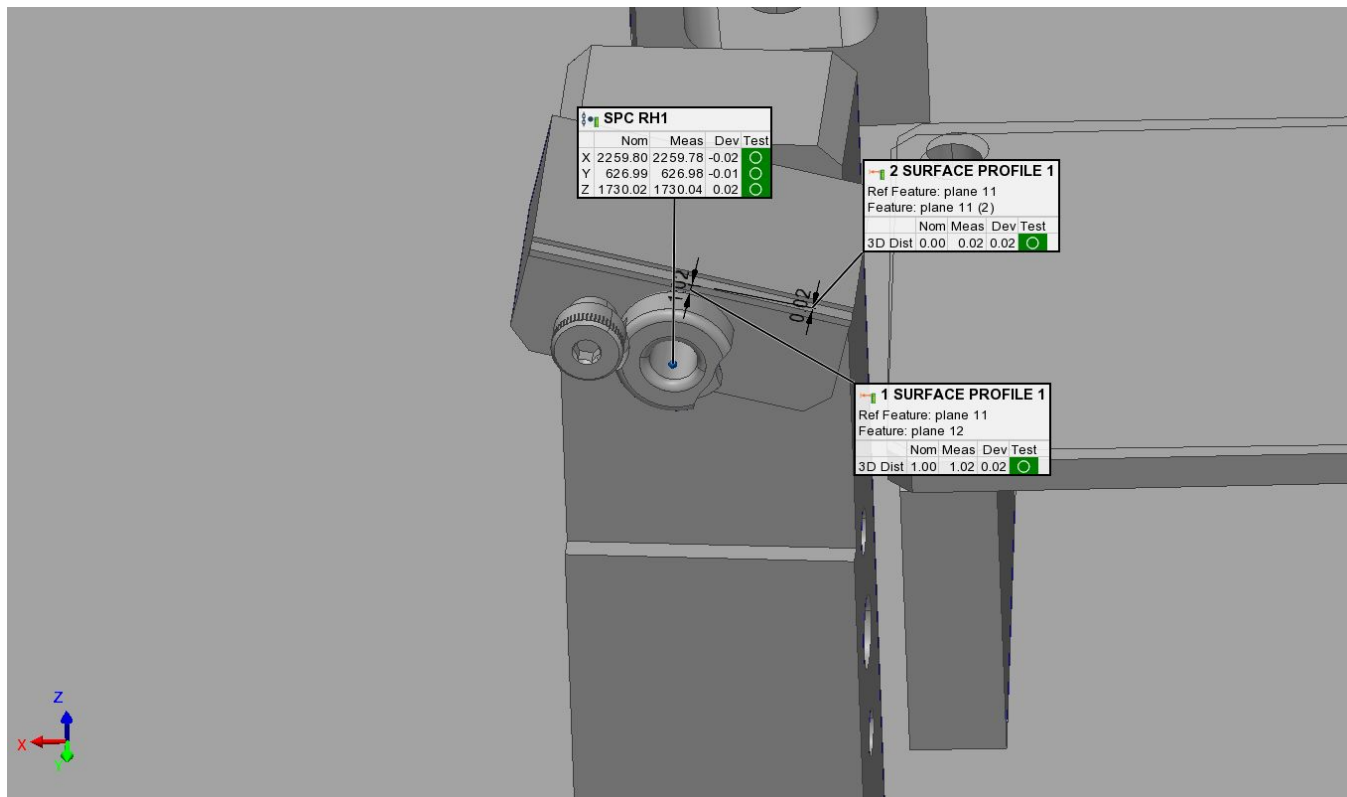 SPC RH1
Nom Meas Dev Test
X 2259.80 2259.78 -0.02
Y 626.99 626.98 -0.01
Z 1730.02 1730.04 0.02
2 SURFACE PROFILE 1
Ref Feature: plane 11
Feature: plane 11 (2)
Nom Meas Dev Test
3D Dist 0.00 0.02 0.02
1.02
0.02
1 SURFACE PROFILE 1
Ref Feature: plane 11
Feature: plane 12
Nom Meas Dev Test
3D Dist 1.00 1.02 0.02
Z
X
Y